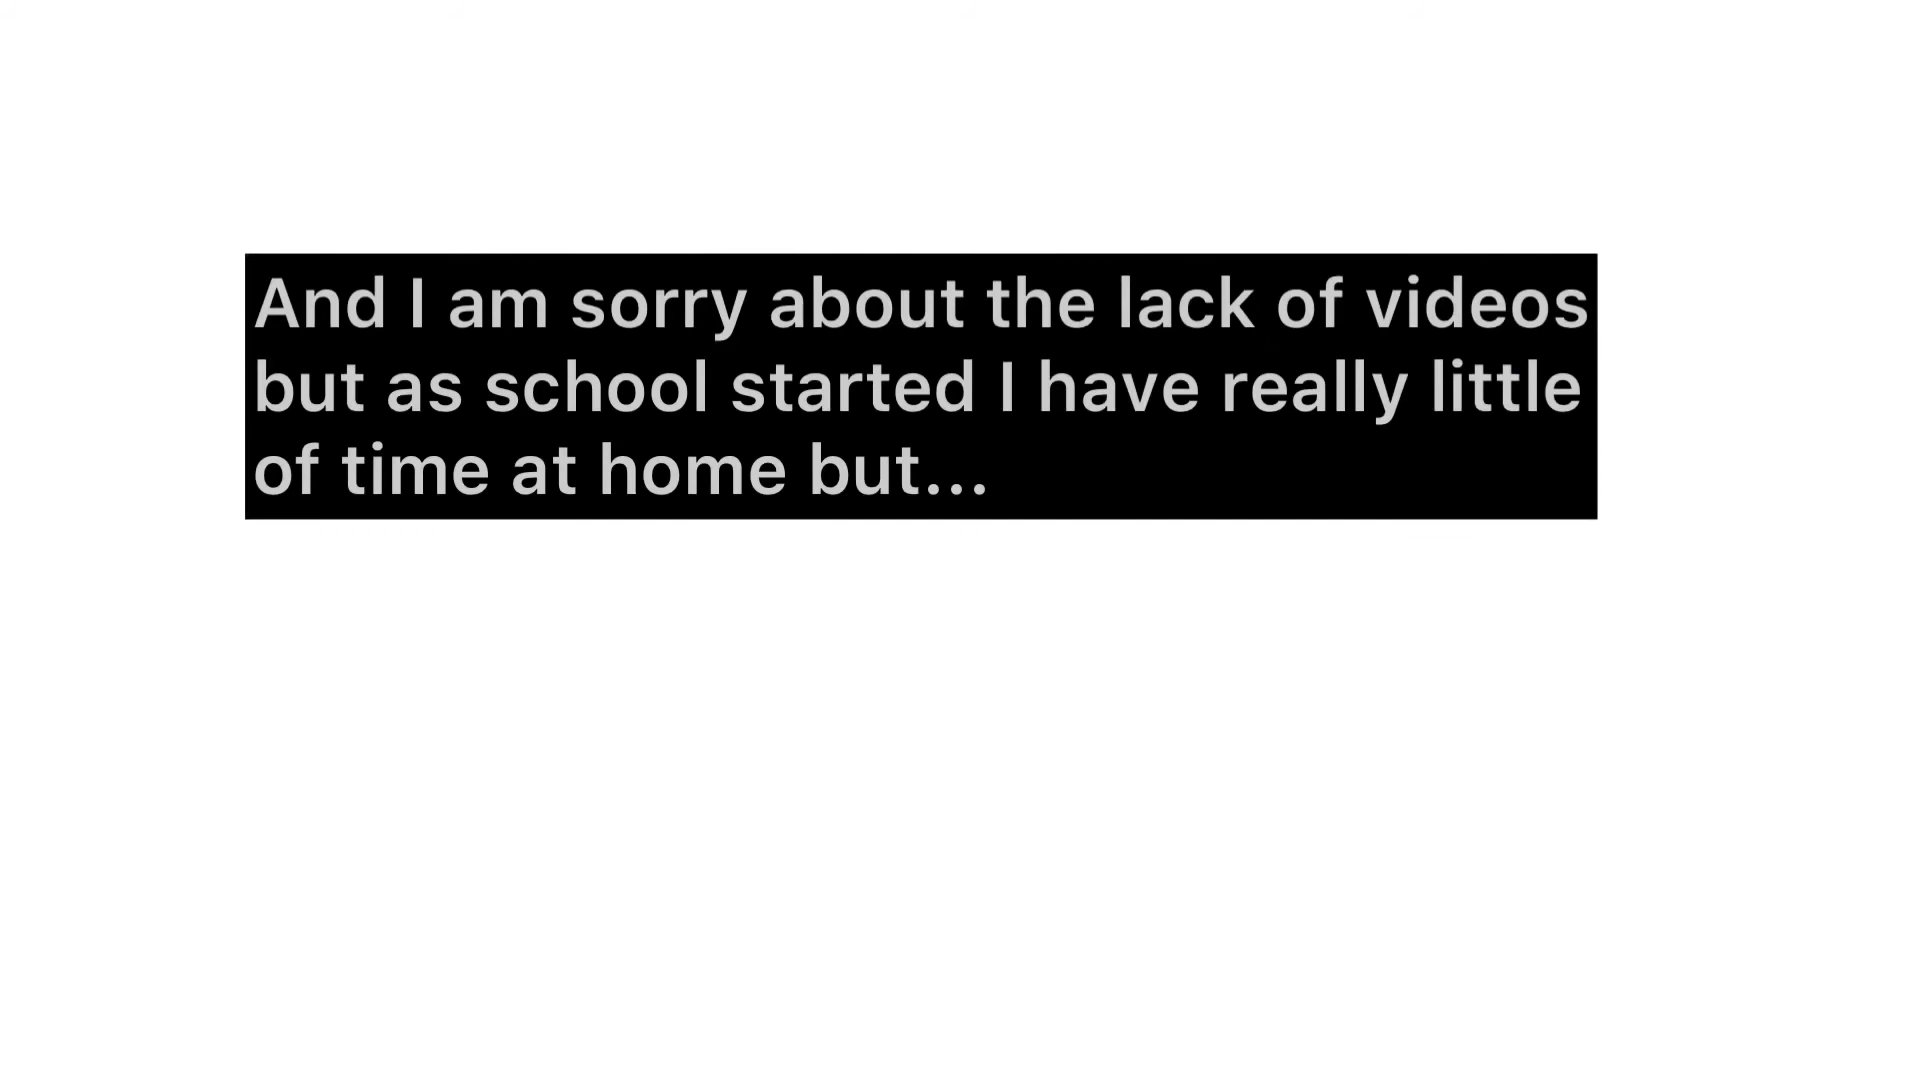 And I am sorry about the lack of videos
but as school started I have really little
of time at home but...